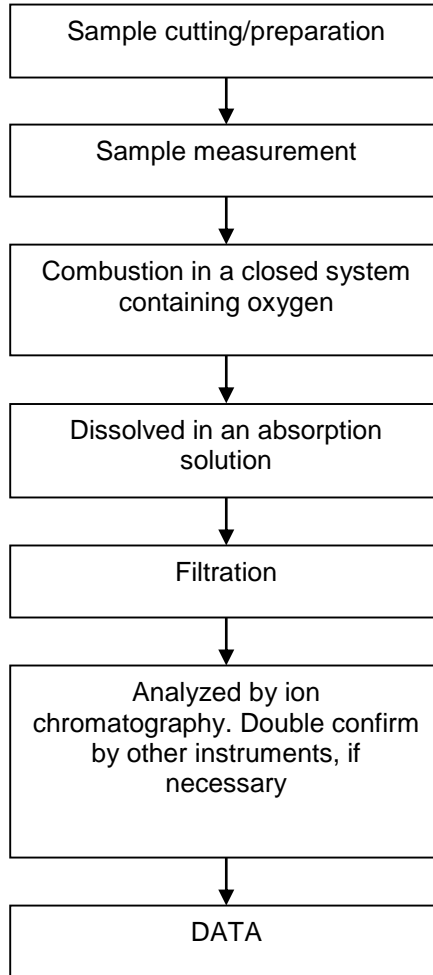 Sample cutting/preparation
Sample measurement
Combustion in a closed system
containing oxygen
Dissolved in an absorption
solution
Filtration
Analyzed by ion
chromatography. Double confirm
by other instruments, if
necessary
DATA